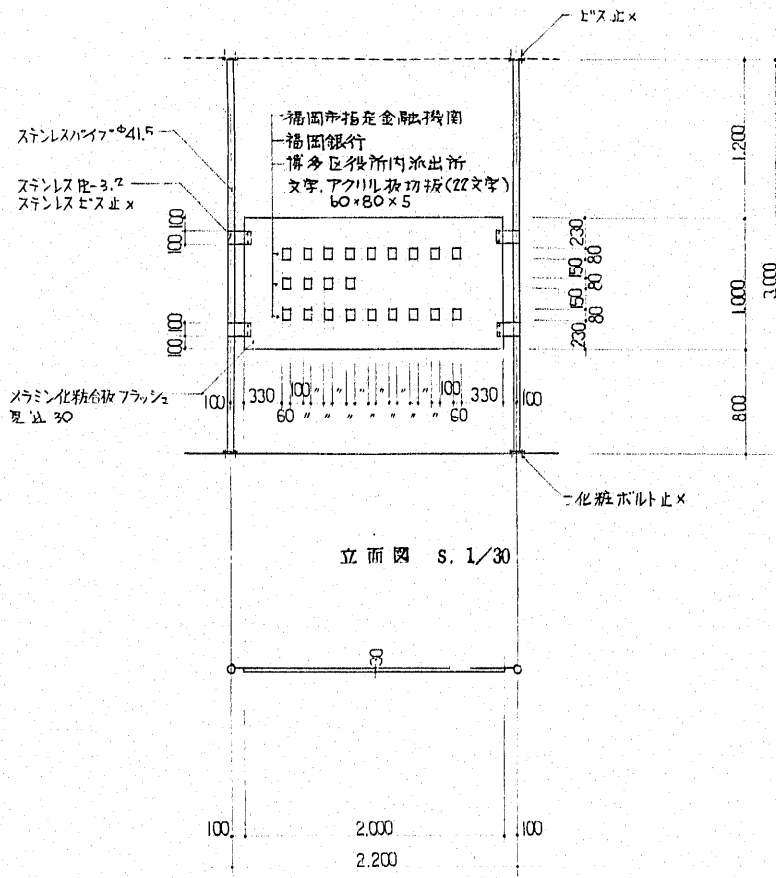 ビス止メ
福岡市指定金融機関
福岡銀行
博多区役所内派出所
文字,アクリル板切抜(22文字)
60×80×5
ステンレスパイプφ41.5
ステンレス PL-3.2
ステンレスビス止メ
100 100
100 100
メラミン化粧合板フラッシュ
見込 30
100 330 100 〃 〃 〃 〃 〃 〃 100 330 100
60 〃 〃 〃 〃 〃 〃 〃 60
230
80
150
80
150
80
230
1,200
1,000
800
3,000
化粧ボルト止メ
立面図 S. 1/30
30
100 2,000 100
2,200